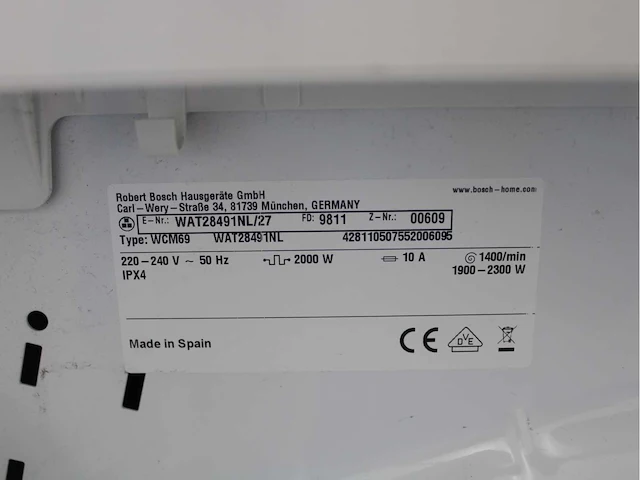 Robert Bosch Hausgeräte GmbH www.bosch-home.com
Carl-Wery-Straße 34, 81739 München, GERMANY
E-Nr.: WAT28491NL/27 FD: 9811 Z-Nr.: 00609
Type: WCM69 WAT28491NL 428110507552006095
220-240 V ~ 50 Hz 2000 W 10 A 1400/min
IPX4 1900-2300 W
Made in Spain CE DVE